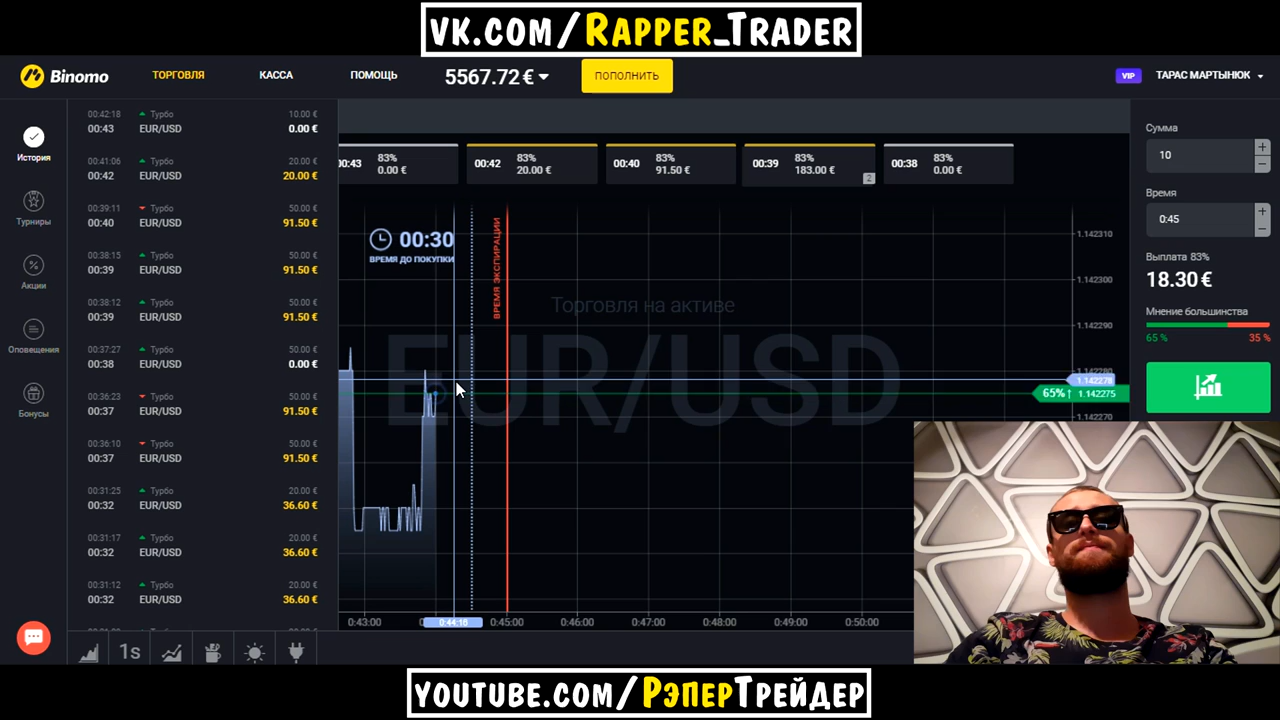 vk.com/Rapper_Trader
Binomo
ТОРГОВЛЯ
КАССА
ПОМОЩЬ
5567.72 €
ПОПОЛНИТЬ
VIP
ТАРАС МАРТЫНЮК
История
Турниры
Акции
Оповещения
Бонусы
00:42:18 Турбо 10.00 €
00:43 EUR/USD 0.00 €
00:41:06 Турбо 20.00 €
00:42 EUR/USD 20.00 €
00:39:11 Турбо 50.00 €
00:40 EUR/USD 91.50 €
00:38:15 Турбо 50.00 €
00:39 EUR/USD 91.50 €
00:38:12 Турбо 50.00 €
00:39 EUR/USD 91.50 €
00:37:27 Турбо 50.00 €
00:38 EUR/USD 0.00 €
00:36:23 Турбо 50.00 €
00:37 EUR/USD 91.50 €
00:36:10 Турбо 50.00 €
00:37 EUR/USD 91.50 €
00:31:25 Турбо 20.00 €
00:32 EUR/USD 36.60 €
00:31:17 Турбо 20.00 €
00:32 EUR/USD 36.60 €
00:31:12 Турбо 20.00 €
00:32 EUR/USD 36.60 €
00:43 83%
0.00 €
00:42 83%
20.00 €
00:40 83%
91.50 €
00:39 83%
183.00 €
2
00:38 83%
0.00 €
00:30
ВРЕМЯ ДО ПОКУПКИ
ВРЕМЯ ЭКСПИРАЦИИ
Торговля на активе
EUR/USD
1.142310
1.142300
1.142290
1.142280
1.142278
65% 1.142275
1.142270
0:43:00
0:44:16
0:45:00
0:46:00
0:47:00
0:48:00
0:49:00
0:50:00
1s
Сумма
10
Время
0:45
Выплата 83%
18.30 €
Мнение большинства
65 %
35 %
youtube.com/РэперТрейдер